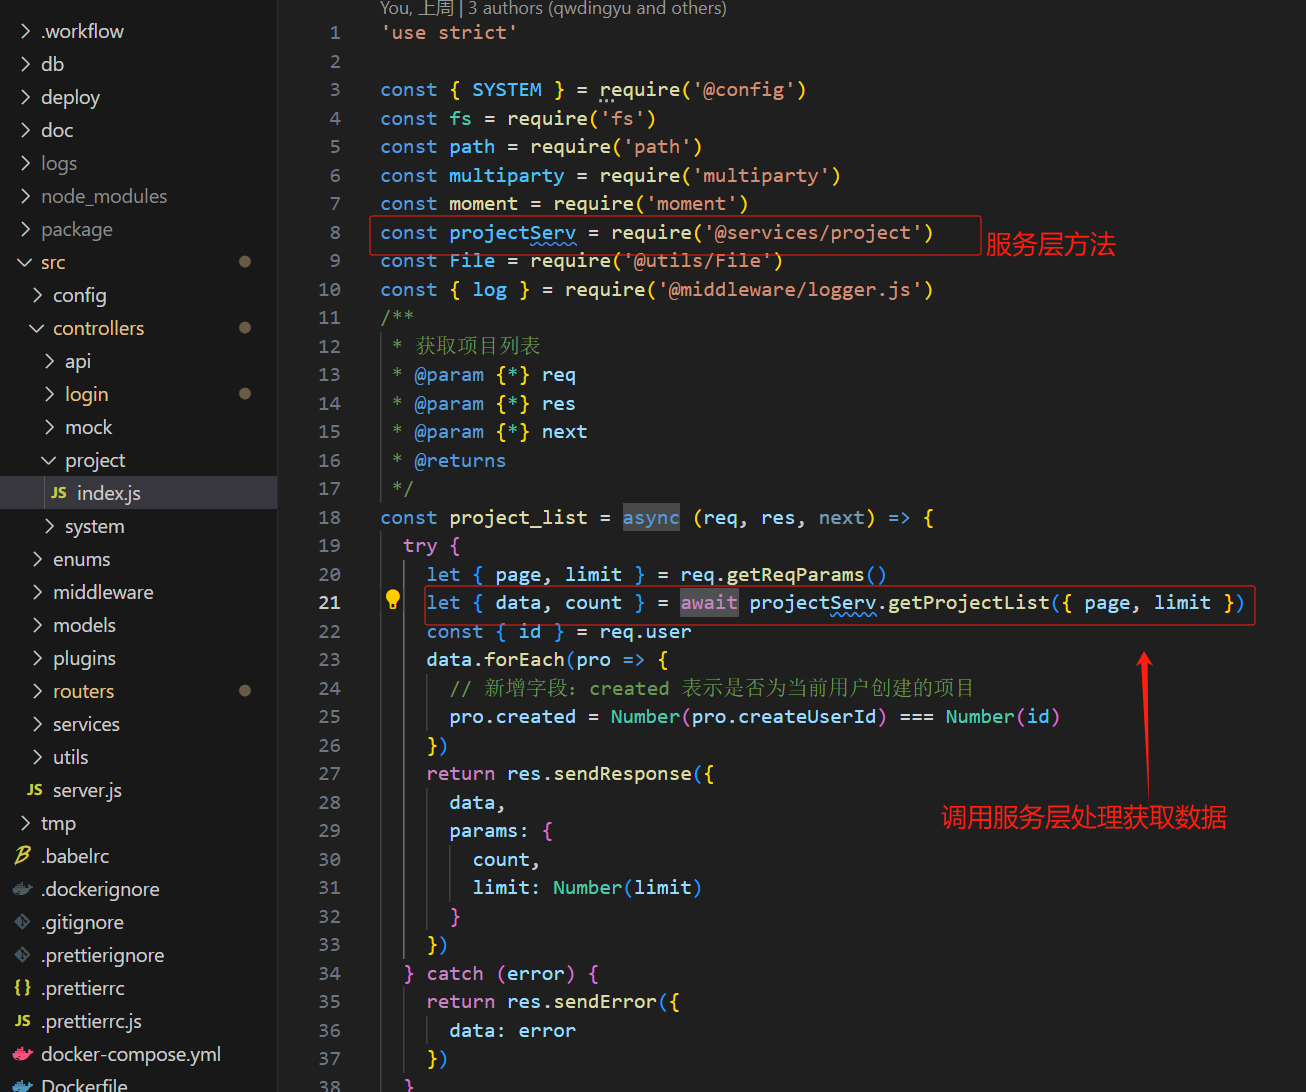 .workflow
db
deploy
doc
logs
node_modules
package
src
config
controllers
api
login
mock
project
JS index.js
system
enums
middleware
models
plugins
routers
services
utils
JS server.js
tmp
.babelrc
.dockerignore
.gitignore
.prettierignore
{} .prettierrc
JS .prettierrc.js
docker-compose.yml
Dockerfile
You, 上周 | 3 authors (qwdingyu and others)
1 'use strict'
2
3 const { SYSTEM } = require('@config')
4 const fs = require('fs')
5 const path = require('path')
6 const multiparty = require('multiparty')
7 const moment = require('moment')
8 const projectServ = require('@services/project')
服务层方法
9 const File = require('@utils/File')
10 const { log } = require('@middleware/logger.js')
11 /**
12 * 获取项目列表
13 * @param {*} req
14 * @param {*} res
15 * @param {*} next
16 * @returns
17 */
18 const project_list = async (req, res, next) => {
19 try {
20 let { page, limit } = req.getReqParams()
21 let { data, count } = await projectServ.getProjectList({ page, limit })
22 const { id } = req.user
23 data.forEach(pro => {
24 // 新增字段: created 表示是否为当前用户创建的项目
25 pro.created = Number(pro.createUserId) === Number(id)
26 })
27 return res.sendResponse({
28 data,
29 params: {
调用服务层处理获取数据
30 count,
31 limit: Number(limit)
32 }
33 })
34 } catch (error) {
35 return res.sendError({
36 data: error
37 })
38 }